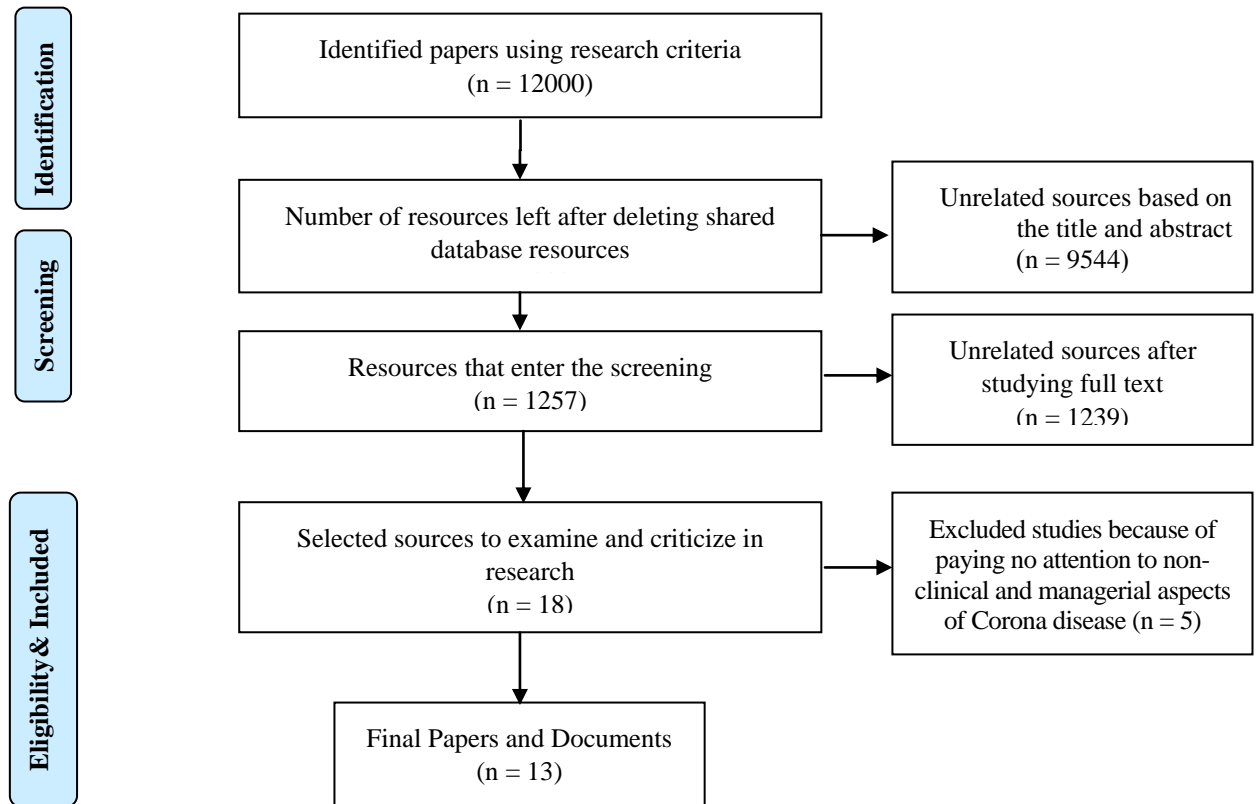 Identification
Identified papers using research criteria
(n = 12000)
Number of resources left after deleting shared
database resources
Unrelated sources based on
the title and abstract
(n = 9544)
Screening
Resources that enter the screening
(n = 1257)
Unrelated sources after
studying full text
(n = 1239)
Eligibility& Included
Selected sources to examine and criticize in
research
(n = 18)
Excluded studies because of
paying no attention to non-
clinical and managerial aspects
of Corona disease (n = 5)
Final Papers and Documents
(n = 13)